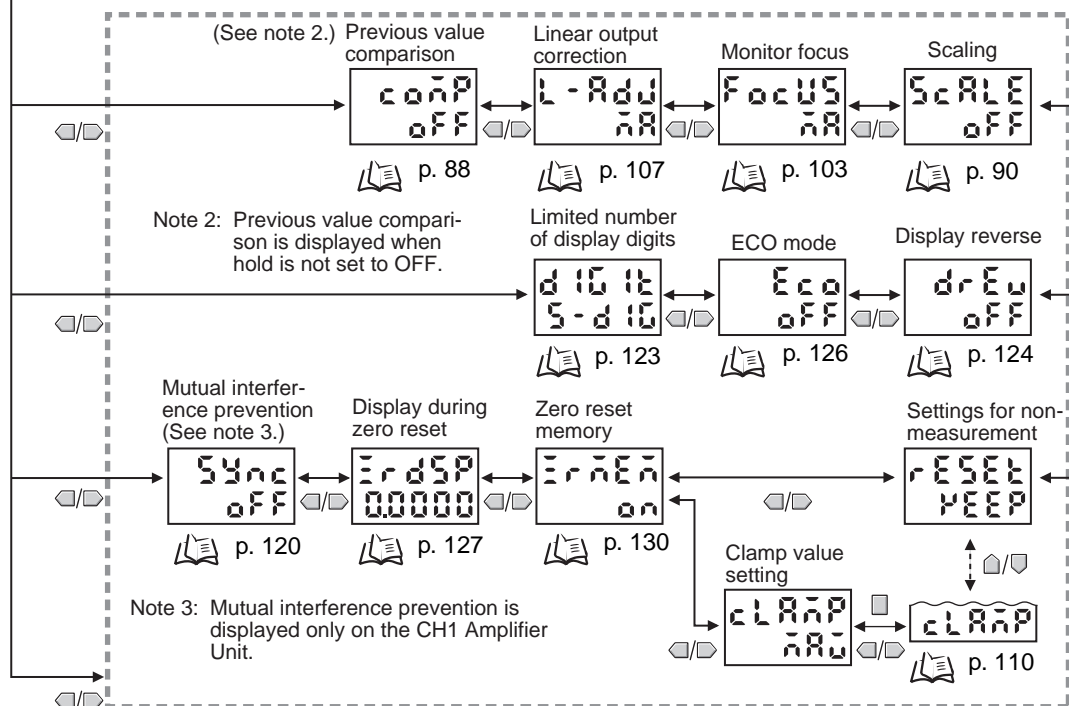 (See note 2.)
Previous value
comparison
Linear output
correction
Monitor focus
Scaling
comP
oFF
L-AdJ
mA
FocUS
mA
ScALE
oFF
/
/
/
/
p. 88
p. 107
p. 103
p. 90
Note 2: Previous value compari-
son is displayed when
hold is not set to OFF.
Limited number
of display digits
ECO mode
Display reverse
dIGIt
S-dIG
Eco
oFF
drEv
oFF
/
/
/
p. 123
p. 126
p. 124
Mutual interfer-
ence prevention
(See note 3.)
Display during
zero reset
Zero reset
memory
Settings for non-
measurement
SYnc
oFF
ZrdSP
0.0000
ZrmEm
on
rESEt
KEEP
/
/
/
/
p. 120
p. 127
p. 130
/
Clamp value
setting
cLAmP
mAU
cLAmP
/
/
p. 110
Note 3: Mutual interference prevention is
displayed only on the CH1 Amplifier
Unit.
/